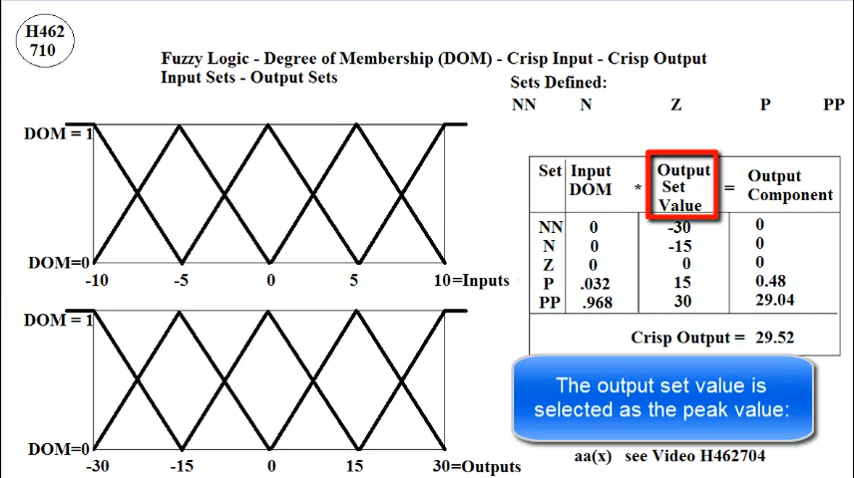 H462
710
Fuzzy Logic - Degree of Membership (DOM) - Crisp Input - Crisp Output
Input Sets - Output Sets
Sets Defined:
NN N Z P PP
DOM = 1
DOM=0
-10 -5 0 5 10=Inputs
DOM = 1
DOM=0
-30 -15 0 15 30=Outputs
Set Input Output Output
DOM * Set = Component
Value
NN 0 -30 0
N 0 -15 0
Z 0 0 0
P .032 15 0.48
PP .968 30 29.04
Crisp Output = 29.52
The output set value is
selected as the peak value:
aa(x) see Video H462704